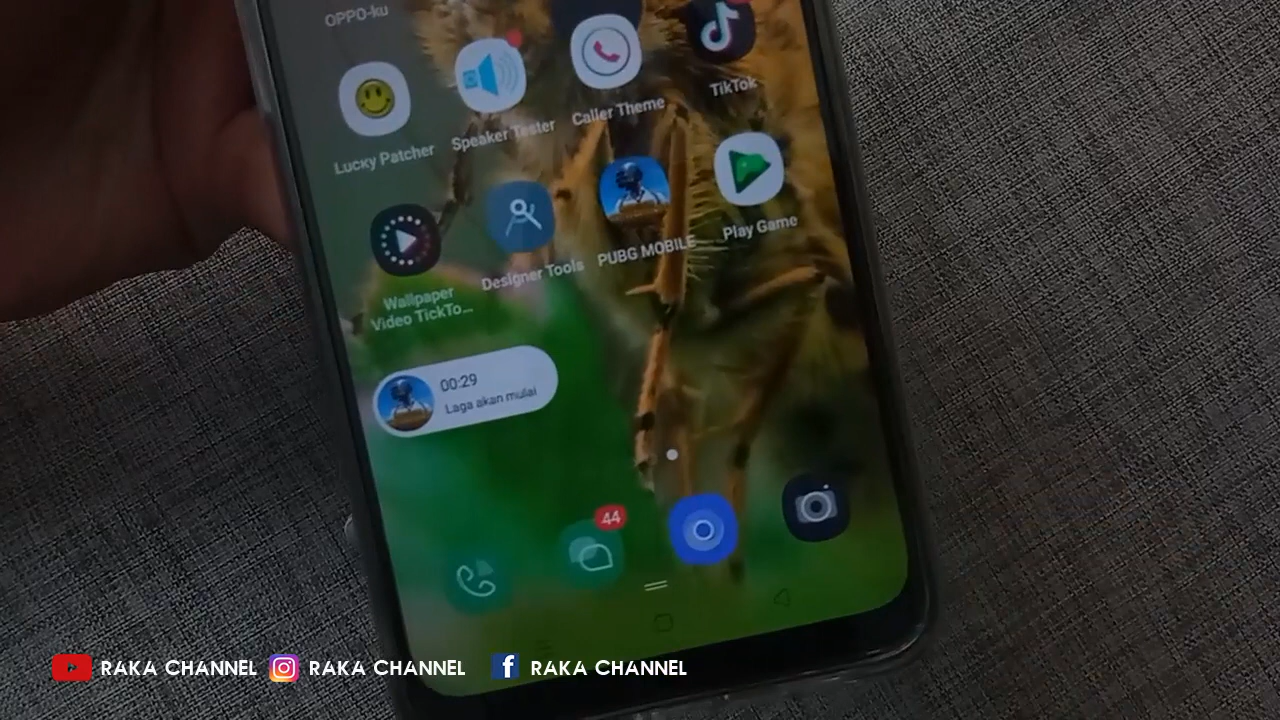 OPPO-ku
Lucky Patcher
Speaker Tester
Caller Theme
TikTok
Wallpaper
Video TickTo...
Designer Tools
PUBG MOBILE
Play Game
00:29
Laga akan mulai
44
RAKA CHANNEL
RAKA CHANNEL
f RAKA CHANNEL